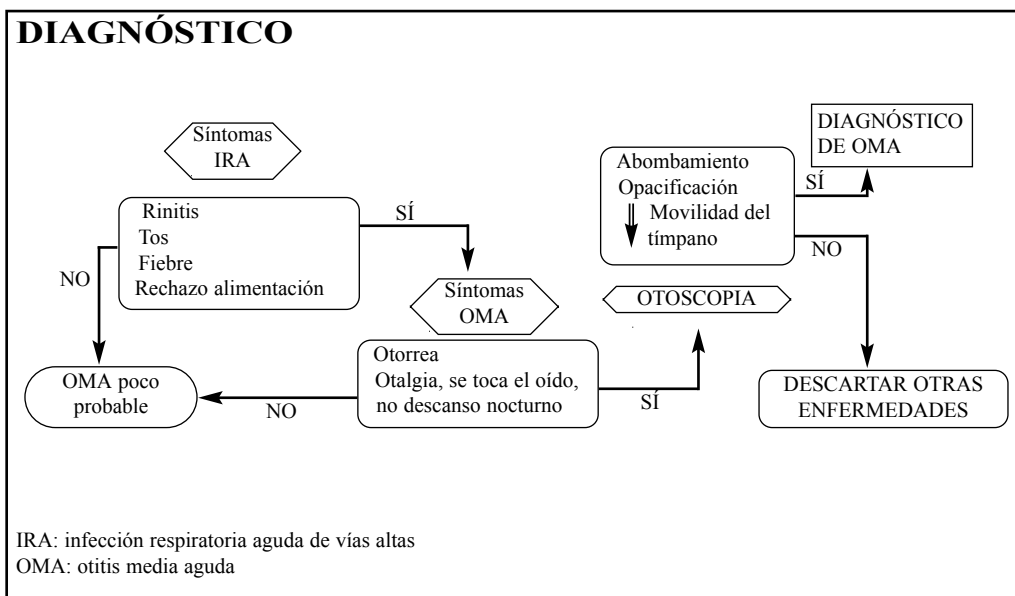 DIAGNÓSTICO
Síntomas
IRA
Rinitis
Tos
Fiebre
Rechazo alimentación
SÍ
NO
Síntomas
OMA
Otorrea
Otalgia, se toca el oído,
no descanso nocturno
NO
OMA poco
probable
SÍ
OTOSCOPIA
Abombamiento
Opacificación
Movilidad del
tímpano
SÍ
DIAGNÓSTICO
DE OMA
NO
DESCARTAR OTRAS
ENFERMEDADES
IRA: infección respiratoria aguda de vías altas
OMA: otitis media aguda